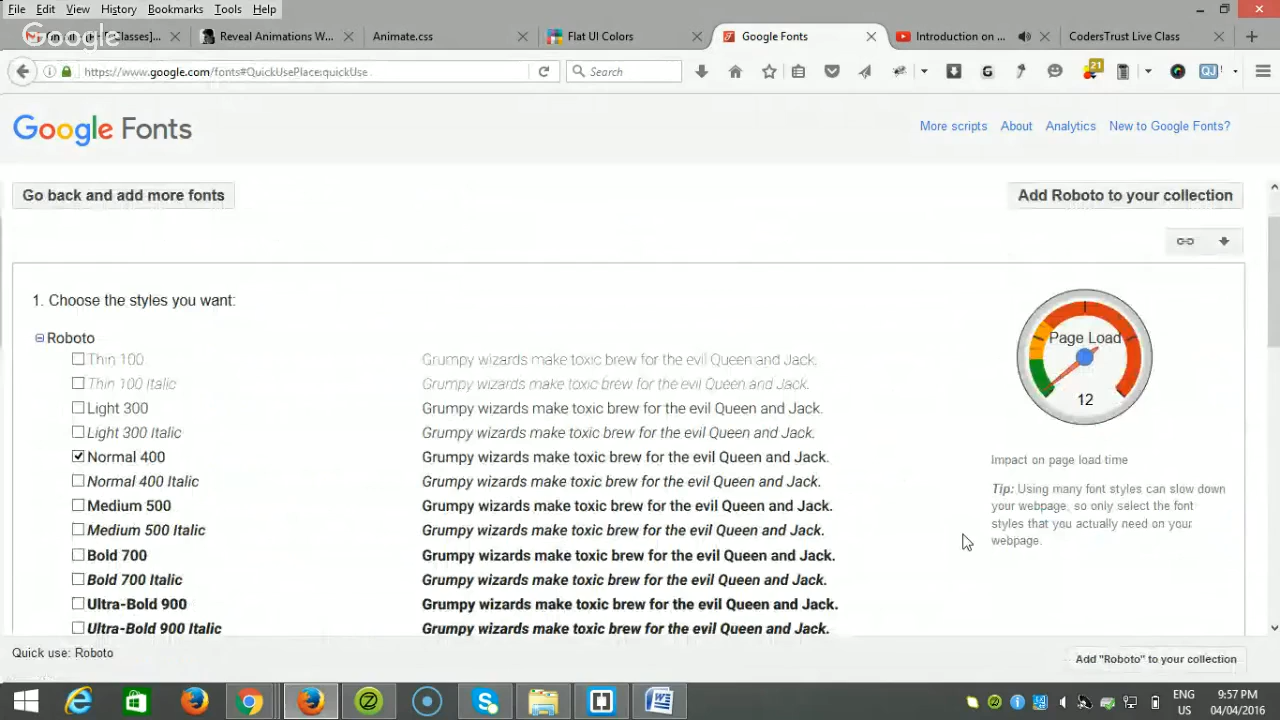 File Edit View History Bookmarks Tools Help
Google
Reveal Animations W...
Animate.css
Flat UI Colors
Google Fonts
Introduction on ...
CodersTrust Live Class
https://www.google.com/fonts#QuickUsePlace:quickUse
Search
21
Google Fonts
More scripts About Analytics New to Google Fonts?
Go back and add more fonts
Add Roboto to your collection
1. Choose the styles you want:
Roboto
Thin 100 Grumpy wizards make toxic brew for the evil Queen and Jack.
Thin 100 Italic Grumpy wizards make toxic brew for the evil Queen and Jack.
Light 300 Grumpy wizards make toxic brew for the evil Queen and Jack.
Light 300 Italic Grumpy wizards make toxic brew for the evil Queen and Jack.
Normal 400 Grumpy wizards make toxic brew for the evil Queen and Jack.
Normal 400 Italic Grumpy wizards make toxic brew for the evil Queen and Jack.
Medium 500 Grumpy wizards make toxic brew for the evil Queen and Jack.
Medium 500 Italic Grumpy wizards make toxic brew for the evil Queen and Jack.
Bold 700 Grumpy wizards make toxic brew for the evil Queen and Jack.
Bold 700 Italic Grumpy wizards make toxic brew for the evil Queen and Jack.
Ultra-Bold 900 Grumpy wizards make toxic brew for the evil Queen and Jack.
Ultra-Bold 900 Italic Grumpy wizards make toxic brew for the evil Queen and Jack.
Page Load
12
Impact on page load time
Tip: Using many font styles can slow down
your webpage, so only select the font
styles that you actually need on your
webpage.
Quick use: Roboto
Add "Roboto" to your collection
ENG
US
9:57 PM
04/04/2016